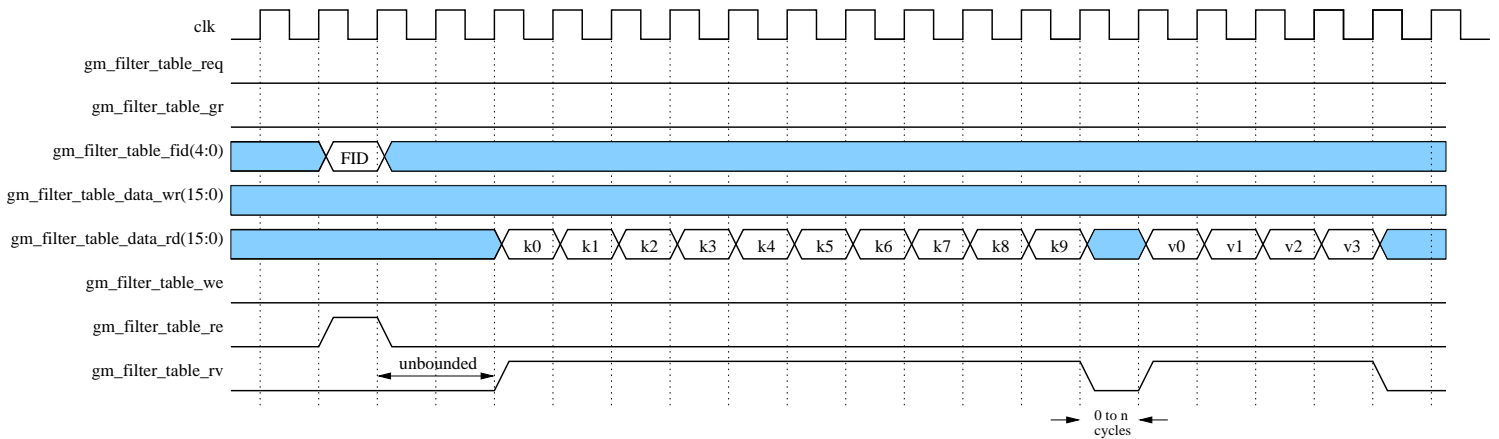 clk
gm_filter_table_req
gm_filter_table_gr
gm_filter_table_fid(4:0)
FID
gm_filter_table_data_wr(15:0)
gm_filter_table_data_rd(15:0)
k0 k1 k2 k3 k4 k5 k6 k7 k8 k9 v0 v1 v2 v3
gm_filter_table_we
gm_filter_table_re
unbounded
gm_filter_table_rv
0 to n
cycles